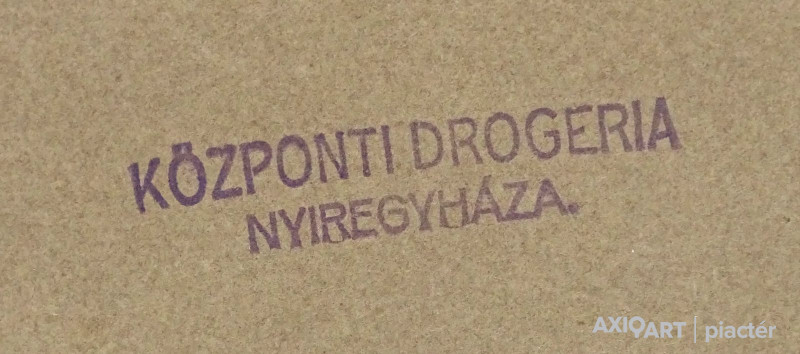 KÖZPONTI DROGERIA
NYIREGYHÁZA.
AXIOART | piactér